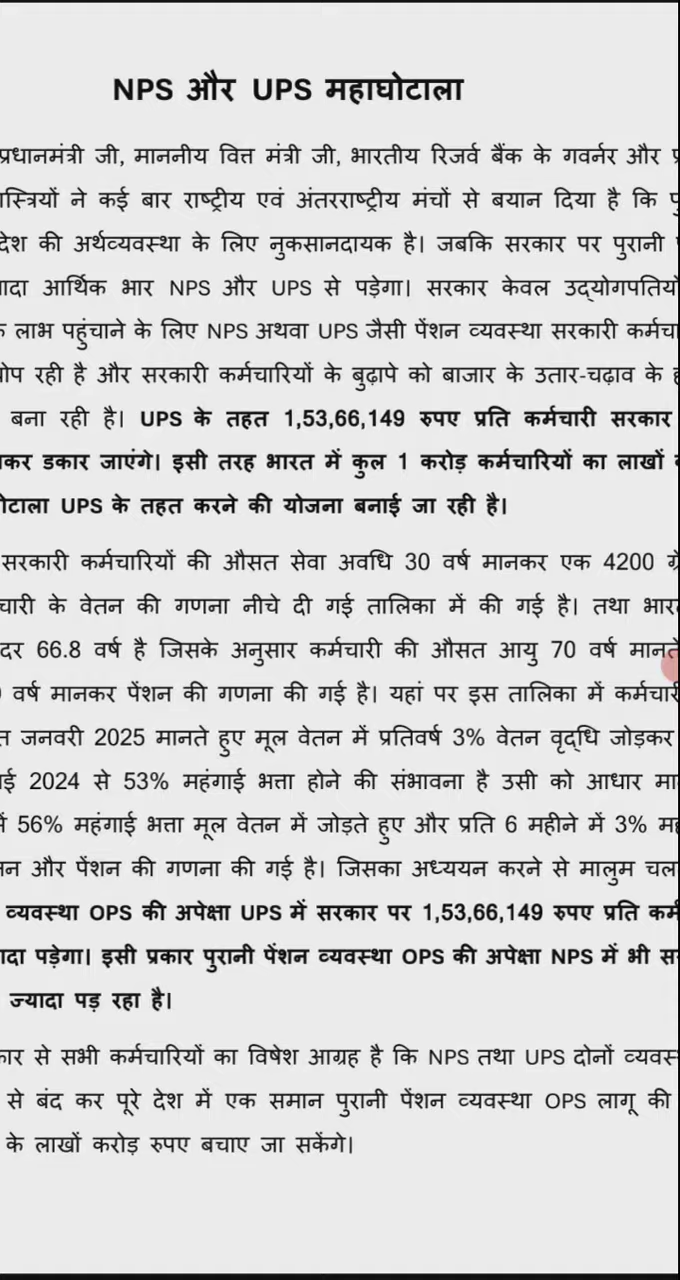 NPS और UPS महाघोटाला
प्रधानमंत्री जी, माननीय वित्त मंत्री जी, भारतीय रिजर्व बैंक के गवर्नर और
स्त्रियों ने कई बार राष्ट्रीय एवं अंतरराष्ट्रीय मंचों से बयान दिया है कि
देश की अर्थव्यवस्था के लिए नुकसानदायक है। जबकि सरकार पर पुरानी
ादा आर्थिक भार NPS और UPS से पड़ेगा। सरकार केवल उद्योगपतियो
लाभ पहुंचाने के लिए NPS अथवा UPS जैसी पेंशन व्यवस्था सरकारी कर्मचा
ोप रही है और सरकारी कर्मचारियों के बुढ़ापे को बाजार के उतार-चढ़ाव के
बना रही है। UPS के तहत 1,53,66,149 रुपए प्रति कर्मचारी सरकार
कर डकार जाएंगे। इसी तरह भारत में कुल 1 करोड़ कर्मचारियों का लाखों
ोटाला UPS के तहत करने की योजना बनाई जा रही है।
सरकारी कर्मचारियों की औसत सेवा अवधि 30 वर्ष मानकर एक 4200 ग्रे
चारी के वेतन की गणना नीचे दी गई तालिका में की गई है। तथा भार
दर 66.8 वर्ष है जिसके अनुसार कर्मचारी की औसत आयु 70 वर्ष मानते
वर्ष मानकर पेंशन की गणना की गई है। यहां पर इस तालिका में कर्मचारी
त जनवरी 2025 मानते हुए मूल वेतन में प्रतिवर्ष 3% वेतन वृद्धि जोड़कर
ई 2024 से 53% महंगाई भत्ता होने की संभावना है उसी को आधार मा
में 56% महंगाई भत्ता मूल वेतन में जोड़ते हुए और प्रति 6 महीने में 3% मह
न और पेंशन की गणना की गई है। जिसका अध्ययन करने से मालुम चल
व्यवस्था OPS की अपेक्षा UPS में सरकार पर 1,53,66,149 रुपए प्रति कर्म
ादा पड़ेगा। इसी प्रकार पुरानी पेंशन व्यवस्था OPS की अपेक्षा NPS में भी स
ज्यादा पड़ रहा है।
ार से सभी कर्मचारियों का विषेश आग्रह है कि NPS तथा UPS दोनों व्यवस्
से बंद कर पूरे देश में एक समान पुरानी पेंशन व्यवस्था OPS लागू की
के लाखों करोड़ रुपए बचाए जा सकेंगे।